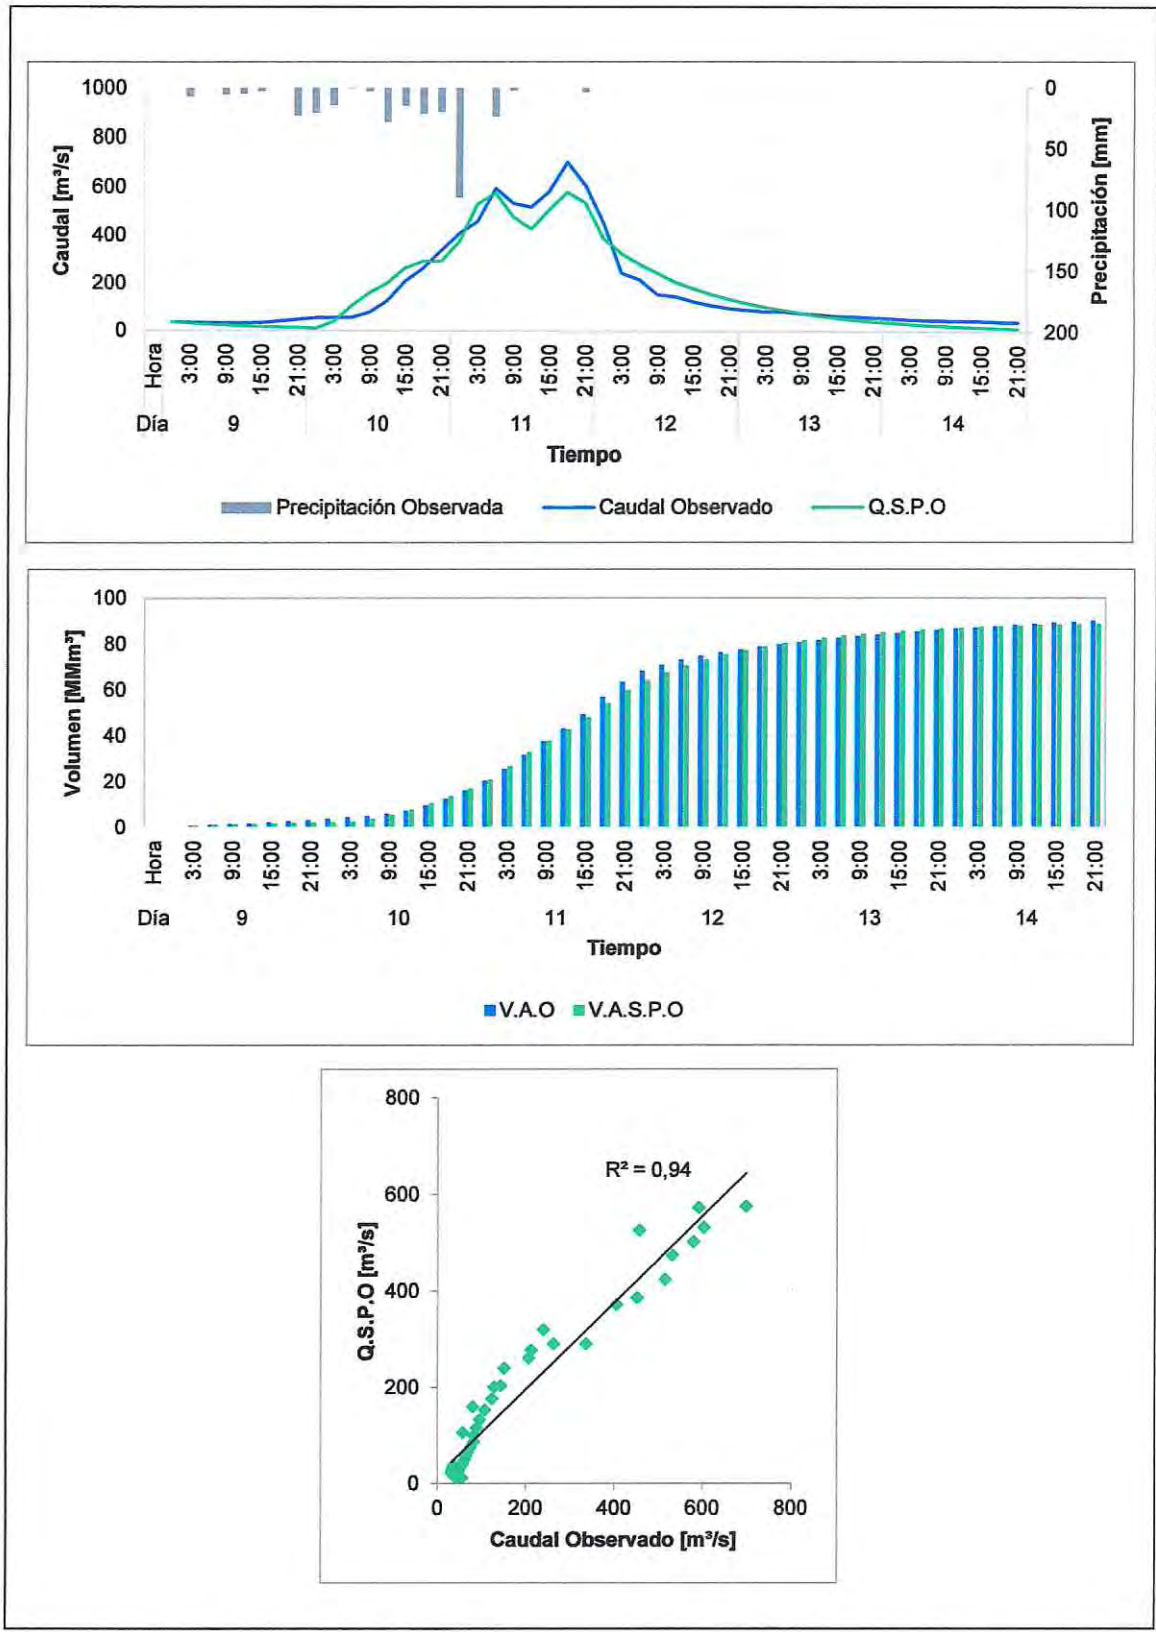 1000
800
600
400
200
0
Caudal [m³/s]
0
50
100
150
200
Precipitación [mm]
Hora 3:00 9:00 15:00 21:00 3:00 9:00 15:00 21:00 3:00 9:00 15:00 21:00 3:00 9:00 15:00 21:00 3:00 9:00 15:00 21:00 3:00 9:00 15:00 21:00
Día 9 10 11 12 13 14
Tiempo
Precipitación Observada Caudal Observado Q.S.P.O
100
80
60
40
20
0
Volumen [MMm³]
Hora 3:00 9:00 15:00 21:00 3:00 9:00 15:00 21:00 3:00 9:00 15:00 21:00 3:00 9:00 15:00 21:00 3:00 9:00 15:00 21:00 3:00 9:00 15:00 21:00
Día 9 10 11 12 13 14
Tiempo
V.A.O V.A.S.P.O
800
600
400
200
0
Q.S.P.O [m³/s]
R² = 0,94
0 200 400 600 800
Caudal Observado [m³/s]